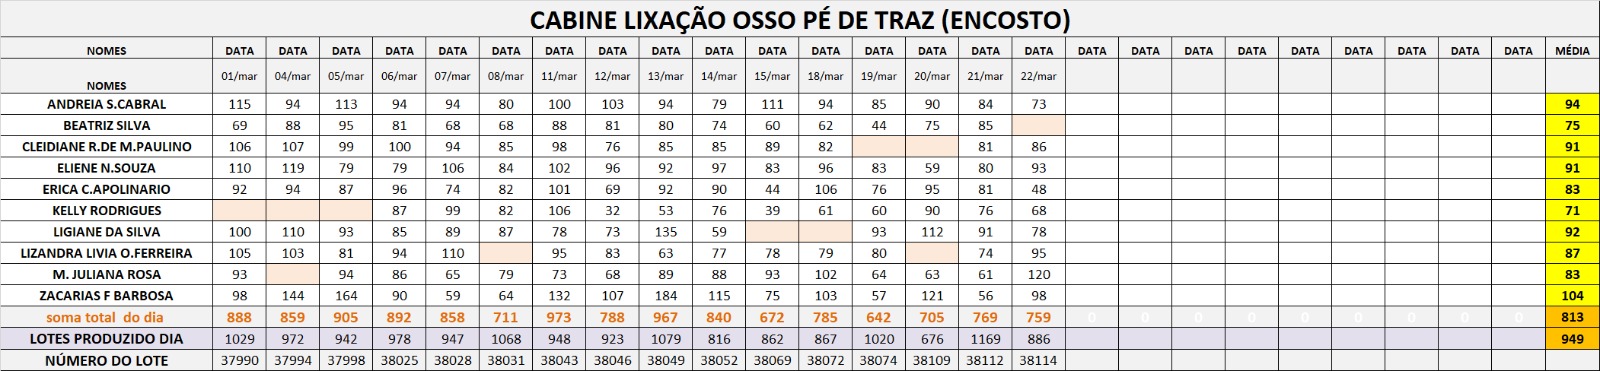 CABINE LIXAÇÃO OSSO PÉ DE TRAZ (ENCOSTO)
NOMES DATA DATA DATA DATA DATA DATA DATA DATA DATA DATA DATA DATA DATA DATA DATA DATA DATA DATA DATA DATA DATA DATA DATA DATA DATA MÉDIA
NOMES 01/mar 04/mar 05/mar 06/mar 07/mar 08/mar 11/mar 12/mar 13/mar 14/mar 15/mar 18/mar 19/mar 20/mar 21/mar 22/mar
ANDREIA S.CABRAL 115 94 113 94 94 80 100 103 94 79 111 94 85 90 84 73 94
BEATRIZ SILVA 69 88 95 81 68 68 88 81 80 74 60 62 44 75 85 75
CLEIDIANE R.DE M.PAULINO 106 107 99 100 94 85 98 76 85 85 89 82 81 86 91
ELIENE N.SOUZA 110 119 79 79 106 84 102 96 92 97 83 96 83 59 80 93 91
ERICA C.APOLINARIO 92 94 87 96 74 82 101 69 92 90 44 106 76 95 81 48 83
KELLY RODRIGUES 87 99 82 106 32 53 76 39 61 60 90 76 68 71
LIGIANE DA SILVA 100 110 93 85 89 87 78 73 135 59 93 112 91 78 92
LIZANDRA LIVIA O.FERREIRA 105 103 81 94 110 95 83 63 77 78 79 80 74 95 87
M. JULIANA ROSA 93 94 86 65 79 73 68 89 88 93 102 64 63 61 120 83
ZACARIAS F BARBOSA 98 144 164 90 59 64 132 107 184 115 75 103 57 121 56 98 104
soma total do dia 888 859 905 892 858 711 973 788 967 840 672 785 642 705 769 759 0 0 0 0 0 0 0 0 0 813
LOTES PRODUZIDO DIA 1029 972 942 978 947 1068 948 923 1079 816 862 867 1020 676 1169 886 949
NÚMERO DO LOTE 37990 37994 37998 38025 38028 38031 38043 38046 38049 38052 38069 38072 38074 38109 38112 38114